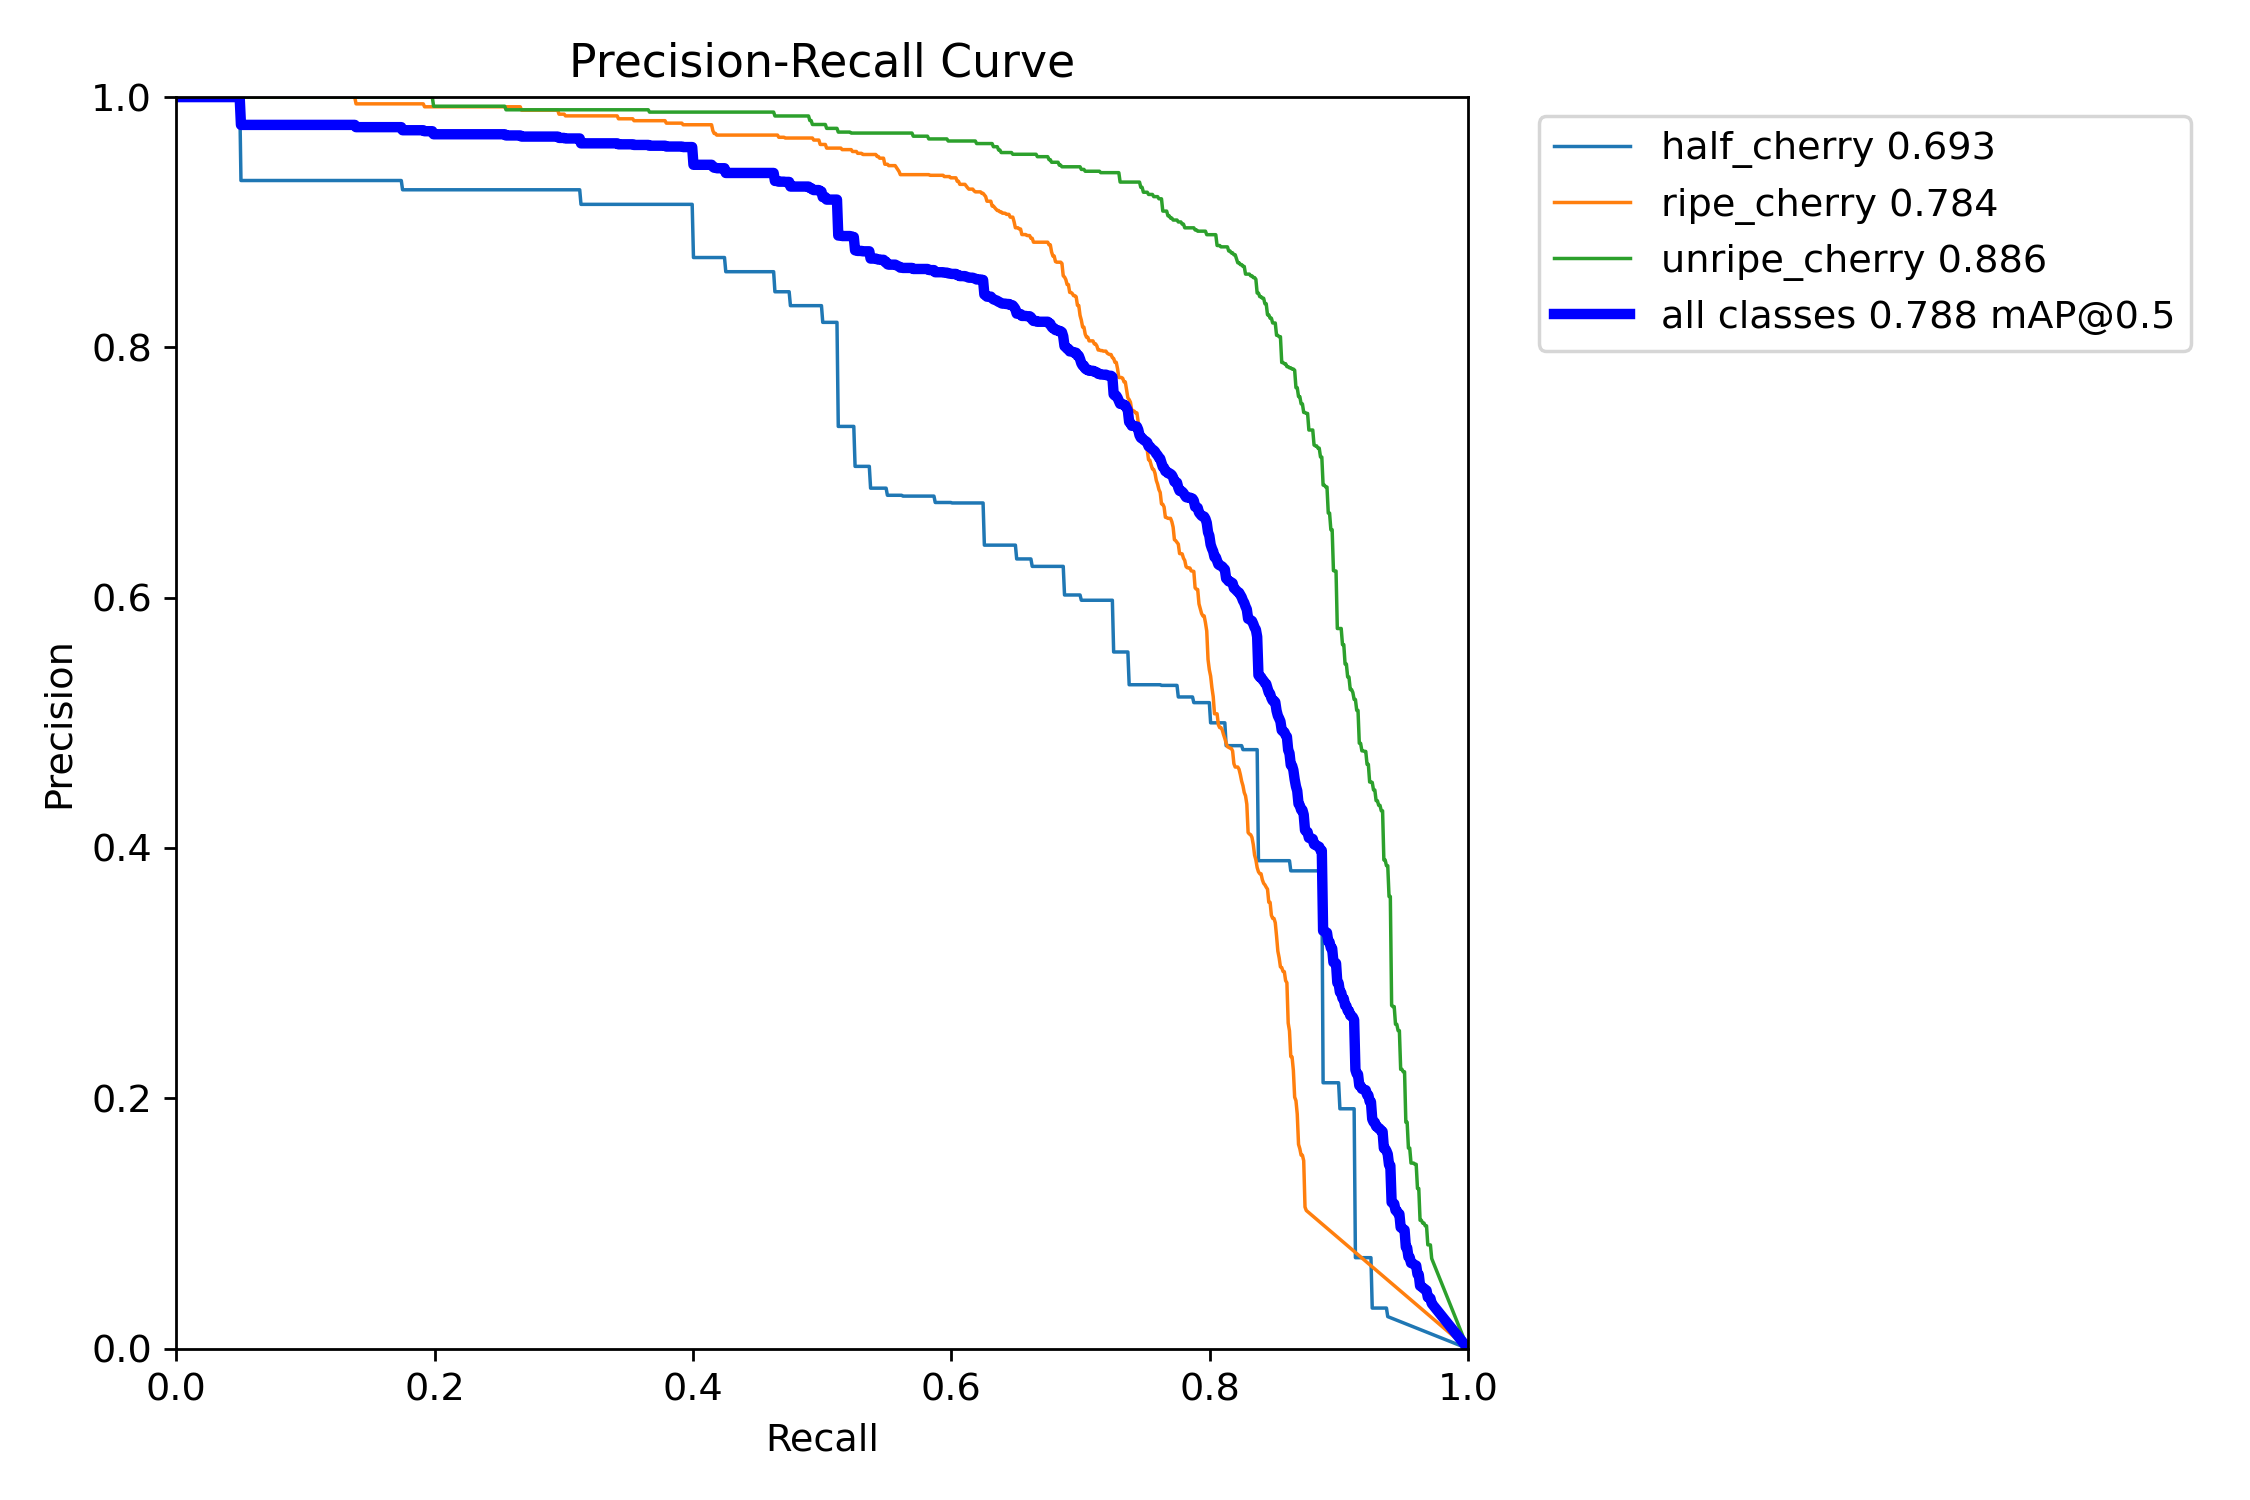 Precision-Recall Curve
1.0
0.8
0.6
0.4
0.2
0.0
Precision
0.0 0.2 0.4 0.6 0.8 1.0
Recall
half_cherry 0.693
ripe_cherry 0.784
unripe_cherry 0.886
all classes 0.788 mAP@0.5